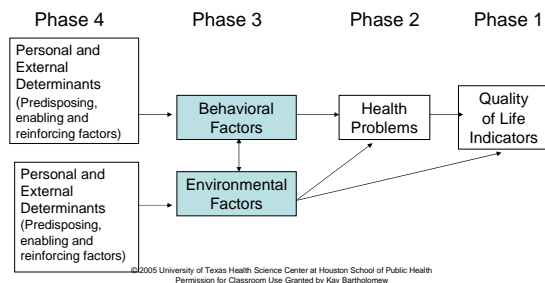 Phase 4 Phase 3 Phase 2 Phase 1
Personal and
External
Determinants
(Predisposing,
enabling and
reinforcing factors)
Behavioral
Factors
Health
Problems
Quality
of Life
Indicators
Personal and
External
Determinants
(Predisposing,
enabling and
reinforcing factors)
Environmental
Factors
©2005 University of Texas Health Science Center at Houston School of Public Health
Permission for Classroom Use Granted by Kay Bartholomew